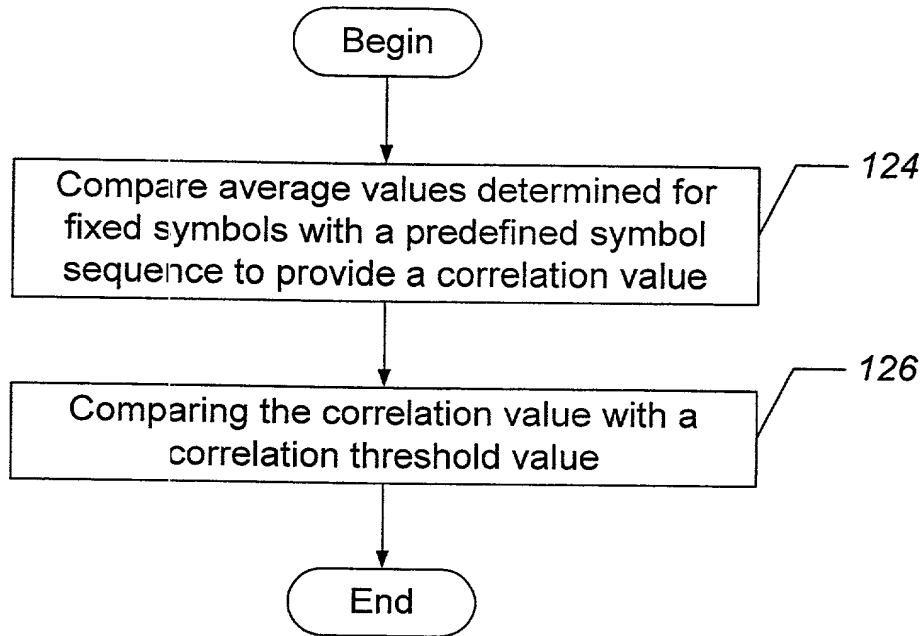 Begin
Compare average values determined for
fixed symbols with a predefined symbol
sequence to provide a correlation value
124
Comparing the correlation value with a
correlation threshold value
126
End